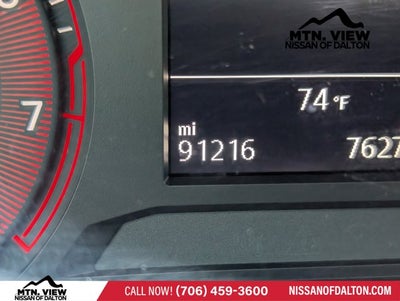 MTN. VIEW
NISSAN OF DALTON
74°F
7
mi
91216 7627
MTN. VIEW
NISSAN OF DALTON
CALL NOW! (706) 459-3600
NISSANOFDALTON.COM